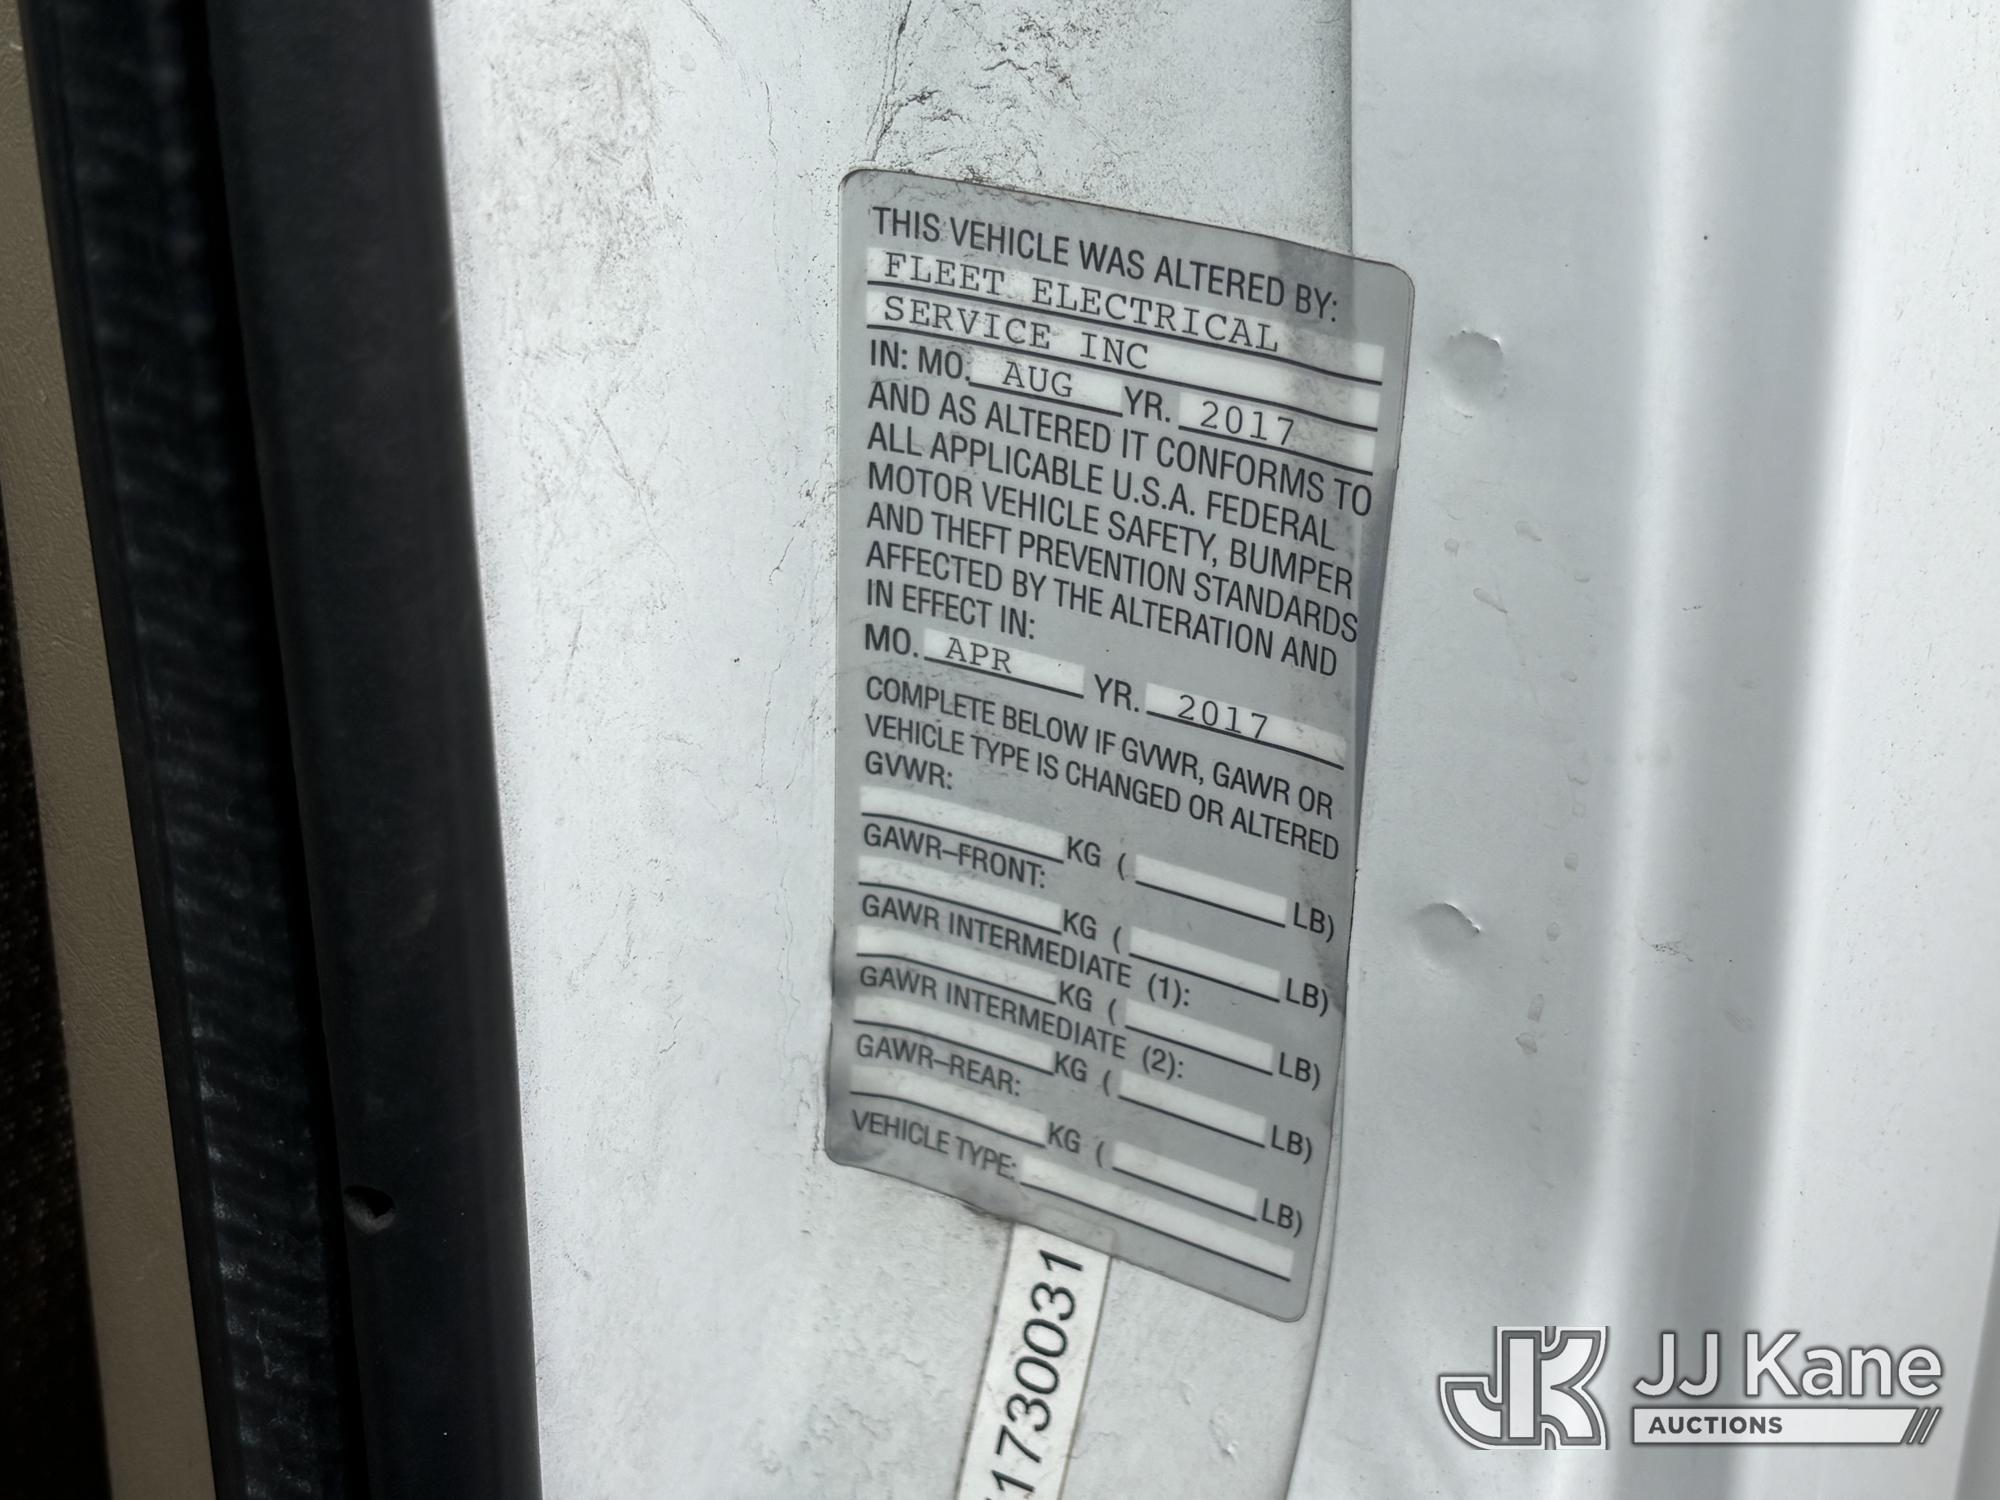 THIS VEHICLE WAS ALTERED BY:
FLEET ELECTRICAL
SERVICE INC
IN: MO. AUG YR. 2017
AND AS ALTERED IT CONFORMS TO
ALL APPLICABLE U.S.A. FEDERAL
MOTOR VEHICLE SAFETY, BUMPER
AND THEFT PREVENTION STANDARDS
AFFECTED BY THE ALTERATION AND
IN EFFECT IN:
MO. APR YR. 2017
COMPLETE BELOW IF GVWR, GAWR OR
VEHICLE TYPE IS CHANGED OR ALTERED
GVWR:
KG ( LB)
GAWR–FRONT:
KG ( LB)
GAWR INTERMEDIATE (1):
KG ( LB)
GAWR INTERMEDIATE (2):
KG ( LB)
GAWR–REAR:
KG ( LB)
VEHICLE TYPE:
1730031
JK JJ Kane
AUCTIONS